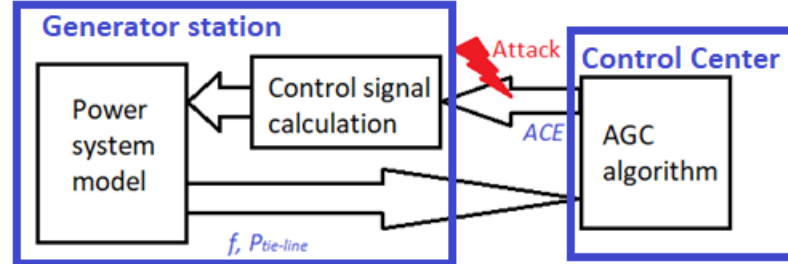 Generator station
Attack
Control Center
Control signal
calculation
Power
system
model
ACE
AGC
algorithm
f, Ptie-line